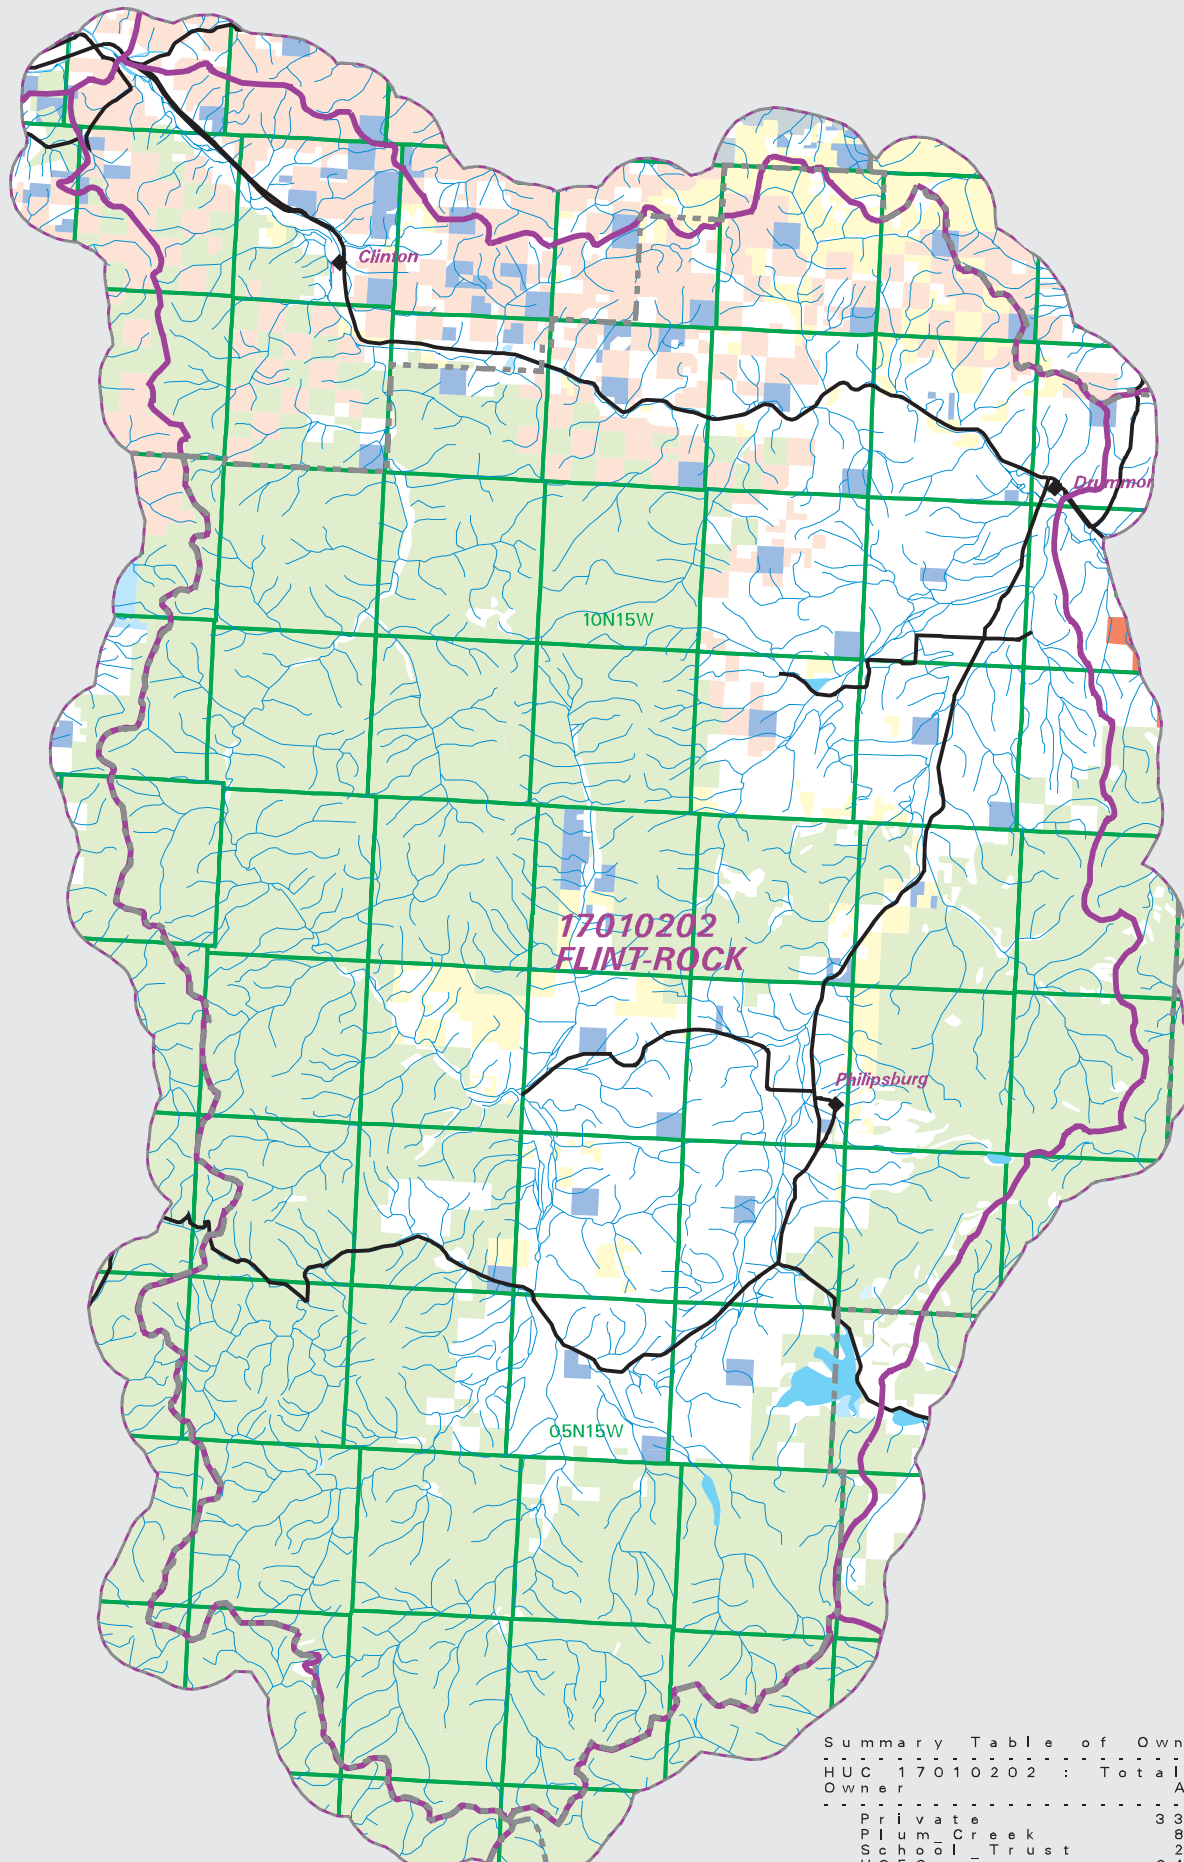 Clinton
Drummon
10N15W
17010202
FLINT-ROCK
Philipsburg
05N15W
Summary Table of Own
HUC 17010202 : Total
Owner A
Private 33
Plum_Creek 8
School_Trust 2